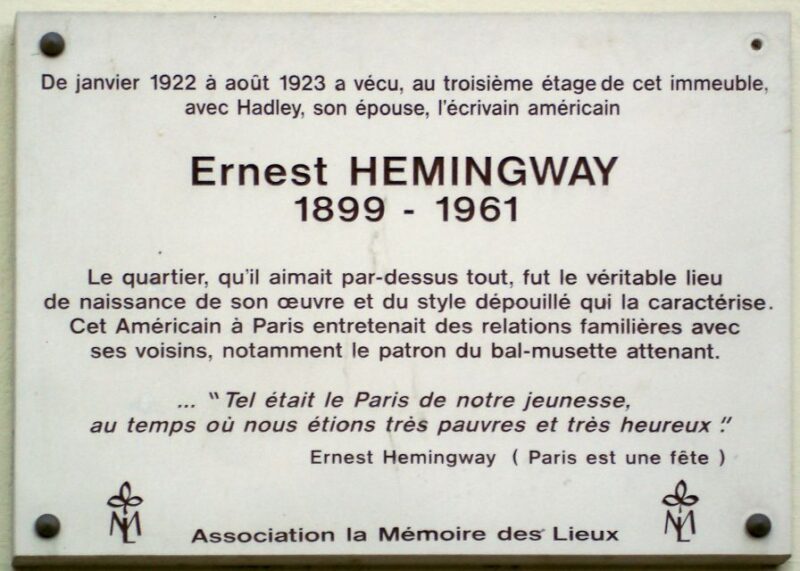 De janvier 1922 à août 1923 a vécu, au troisième étage de cet immeuble,
avec Hadley, son épouse, l'écrivain américain
Ernest HEMINGWAY
1899 - 1961
Le quartier, qu'il aimait par-dessus tout, fut le véritable lieu
de naissance de son œuvre et du style dépouillé qui la caractérise.
Cet Américain à Paris entretenait des relations familières avec
ses voisins, notamment le patron du bal-musette attenant.
... "Tel était le Paris de notre jeunesse,
au temps où nous étions très pauvres et très heureux."
Ernest Hemingway ( Paris est une fête )
ML ML
Association la Mémoire des Lieux